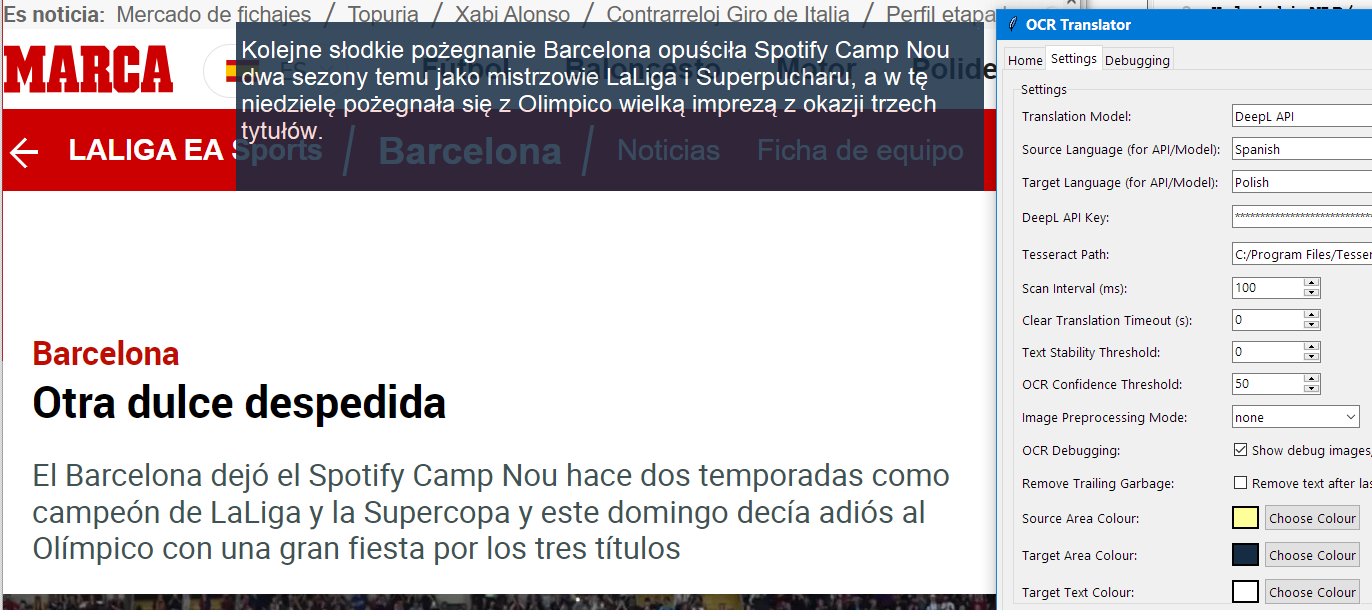 Es noticia: Mercado de fichajes / Topuria / Xabi Alonso / Contrarreloj Giro de Italia / Perfil etapa
MARCA
ES Futbol Baloncesto Motor Polide
Kolejne słodkie pożegnanie Barcelona opuściła Spotify Camp Nou
dwa sezony temu jako mistrzowie LaLiga i Superpucharu, a w tę
niedzielę pożegnała się z Olimpico wielką imprezą z okazji trzech
tytułów.
LALIGA EA Sports / Barcelona / Noticias Ficha de equipo
Barcelona
Otra dulce despedida
El Barcelona dejó el Spotify Camp Nou hace dos temporadas como
campeón de LaLiga y la Supercopa y este domingo decía adiós al
Olímpico con una gran fiesta por los tres títulos
OCR Translator
Home Settings Debugging
Settings
Translation Model: DeepL API
Source Language (for API/Model): Spanish
Target Language (for API/Model): Polish
DeepL API Key: ****************************
Tesseract Path: C:/Program Files/Tesser
Scan Interval (ms): 100
Clear Translation Timeout (s): 0
Text Stability Threshold: 0
OCR Confidence Threshold: 50
Image Preprocessing Mode: none
OCR Debugging: Show debug images,
Remove Trailing Garbage: Remove text after las
Source Area Colour: Choose Colour
Target Area Colour: Choose Colour
Target Text Colour: Choose Colour